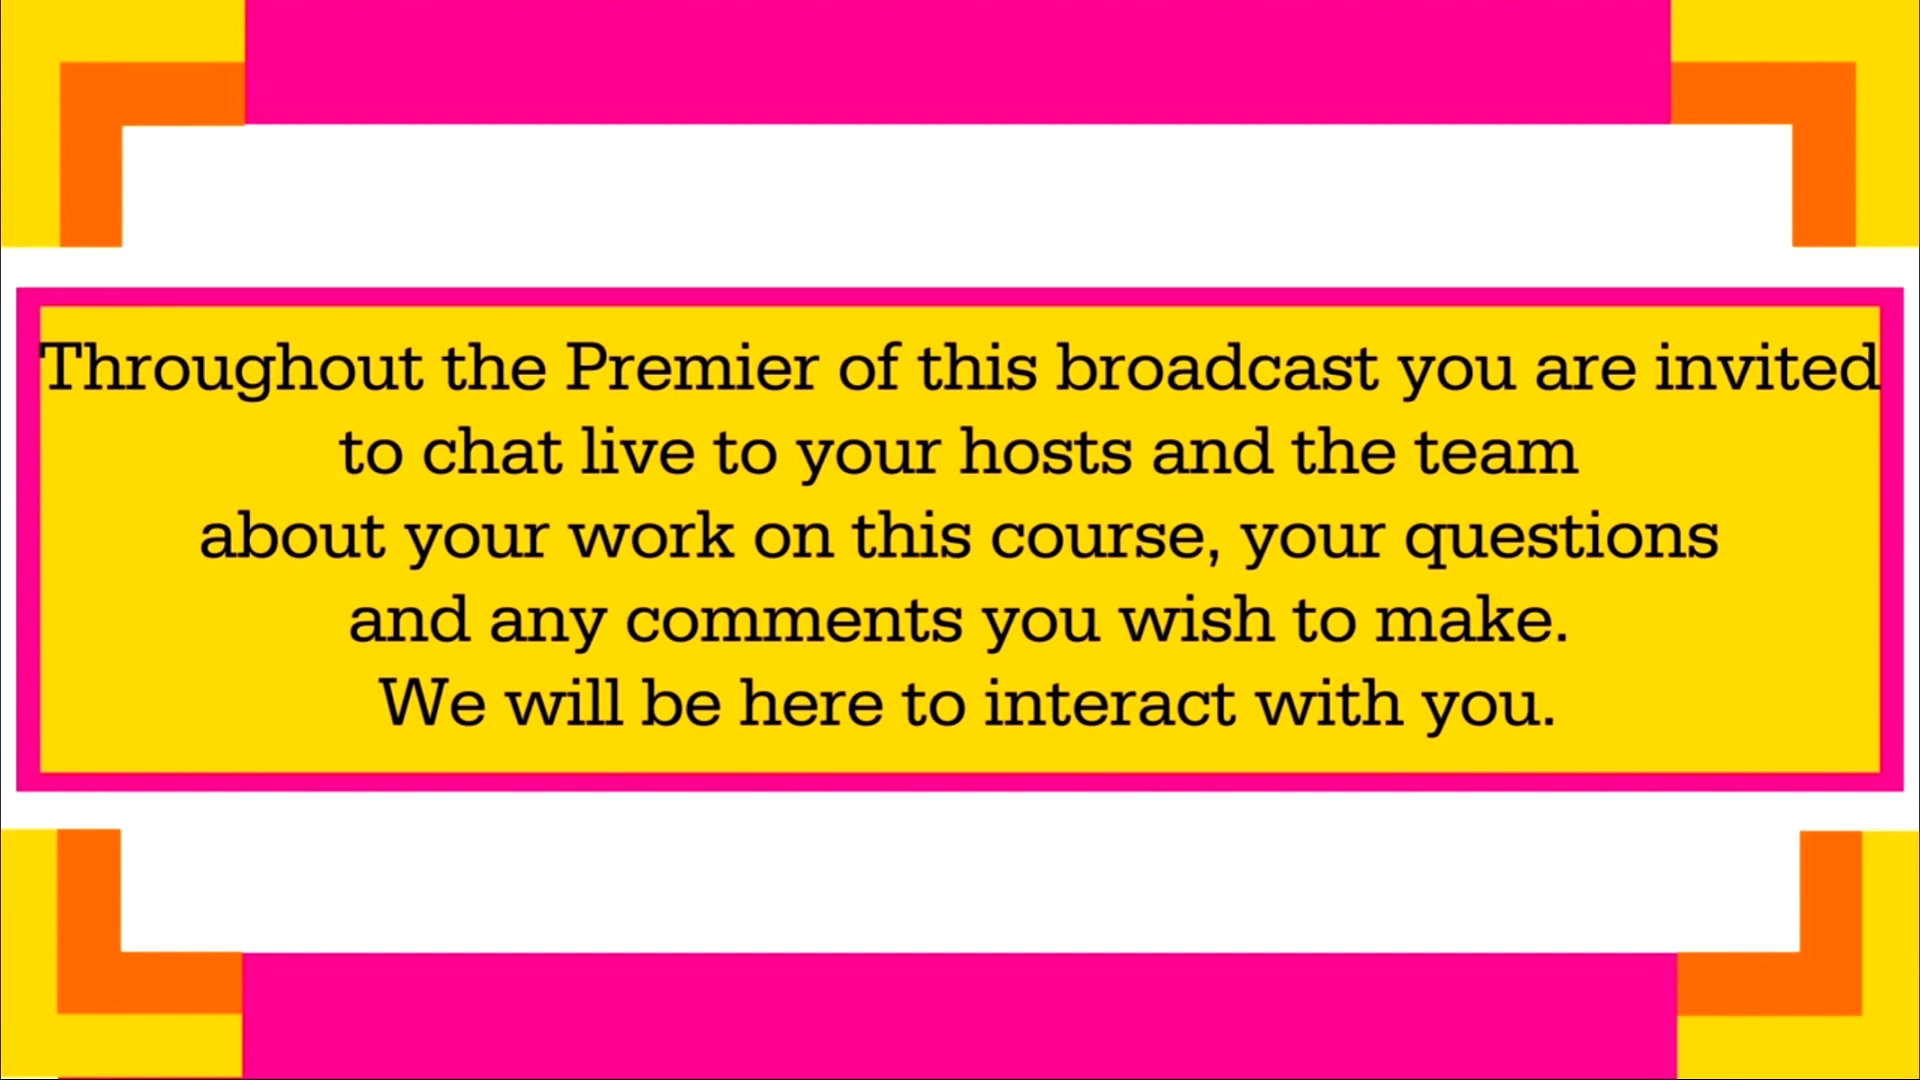 Throughout the Premier of this broadcast you are invited
to chat live to your hosts and the team
about your work on this course, your questions
and any comments you wish to make.
We will be here to interact with you.